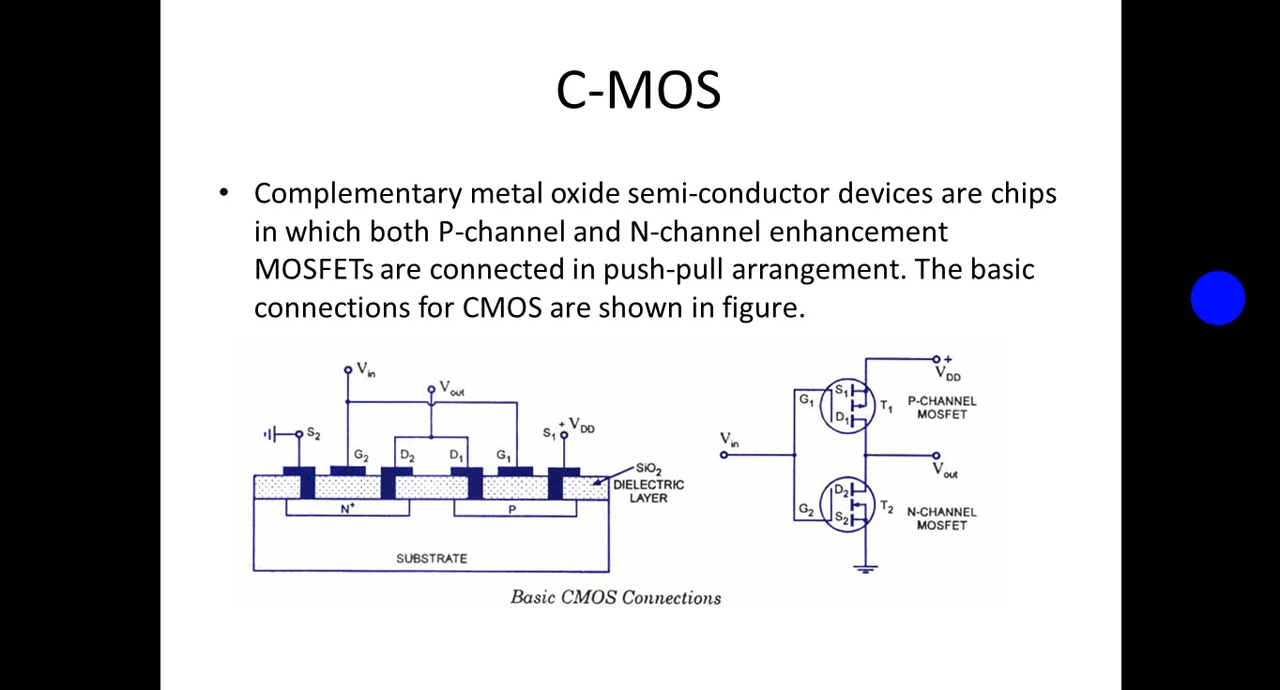 C-MOS
• Complementary metal oxide semi-conductor devices are chips
in which both P-channel and N-channel enhancement
MOSFETs are connected in push-pull arrangement. The basic
connections for CMOS are shown in figure.
Vin
Vout
S2
S1
+ VDD
G2
D2
D1
G1
SiO2
DIELECTRIC
LAYER
N+
P
SUBSTRATE
+
VDD
S1
G1
D1
T1
P-CHANNEL
MOSFET
Vin
Vout
D2
G2
S2
T2
N-CHANNEL
MOSFET
Basic CMOS Connections